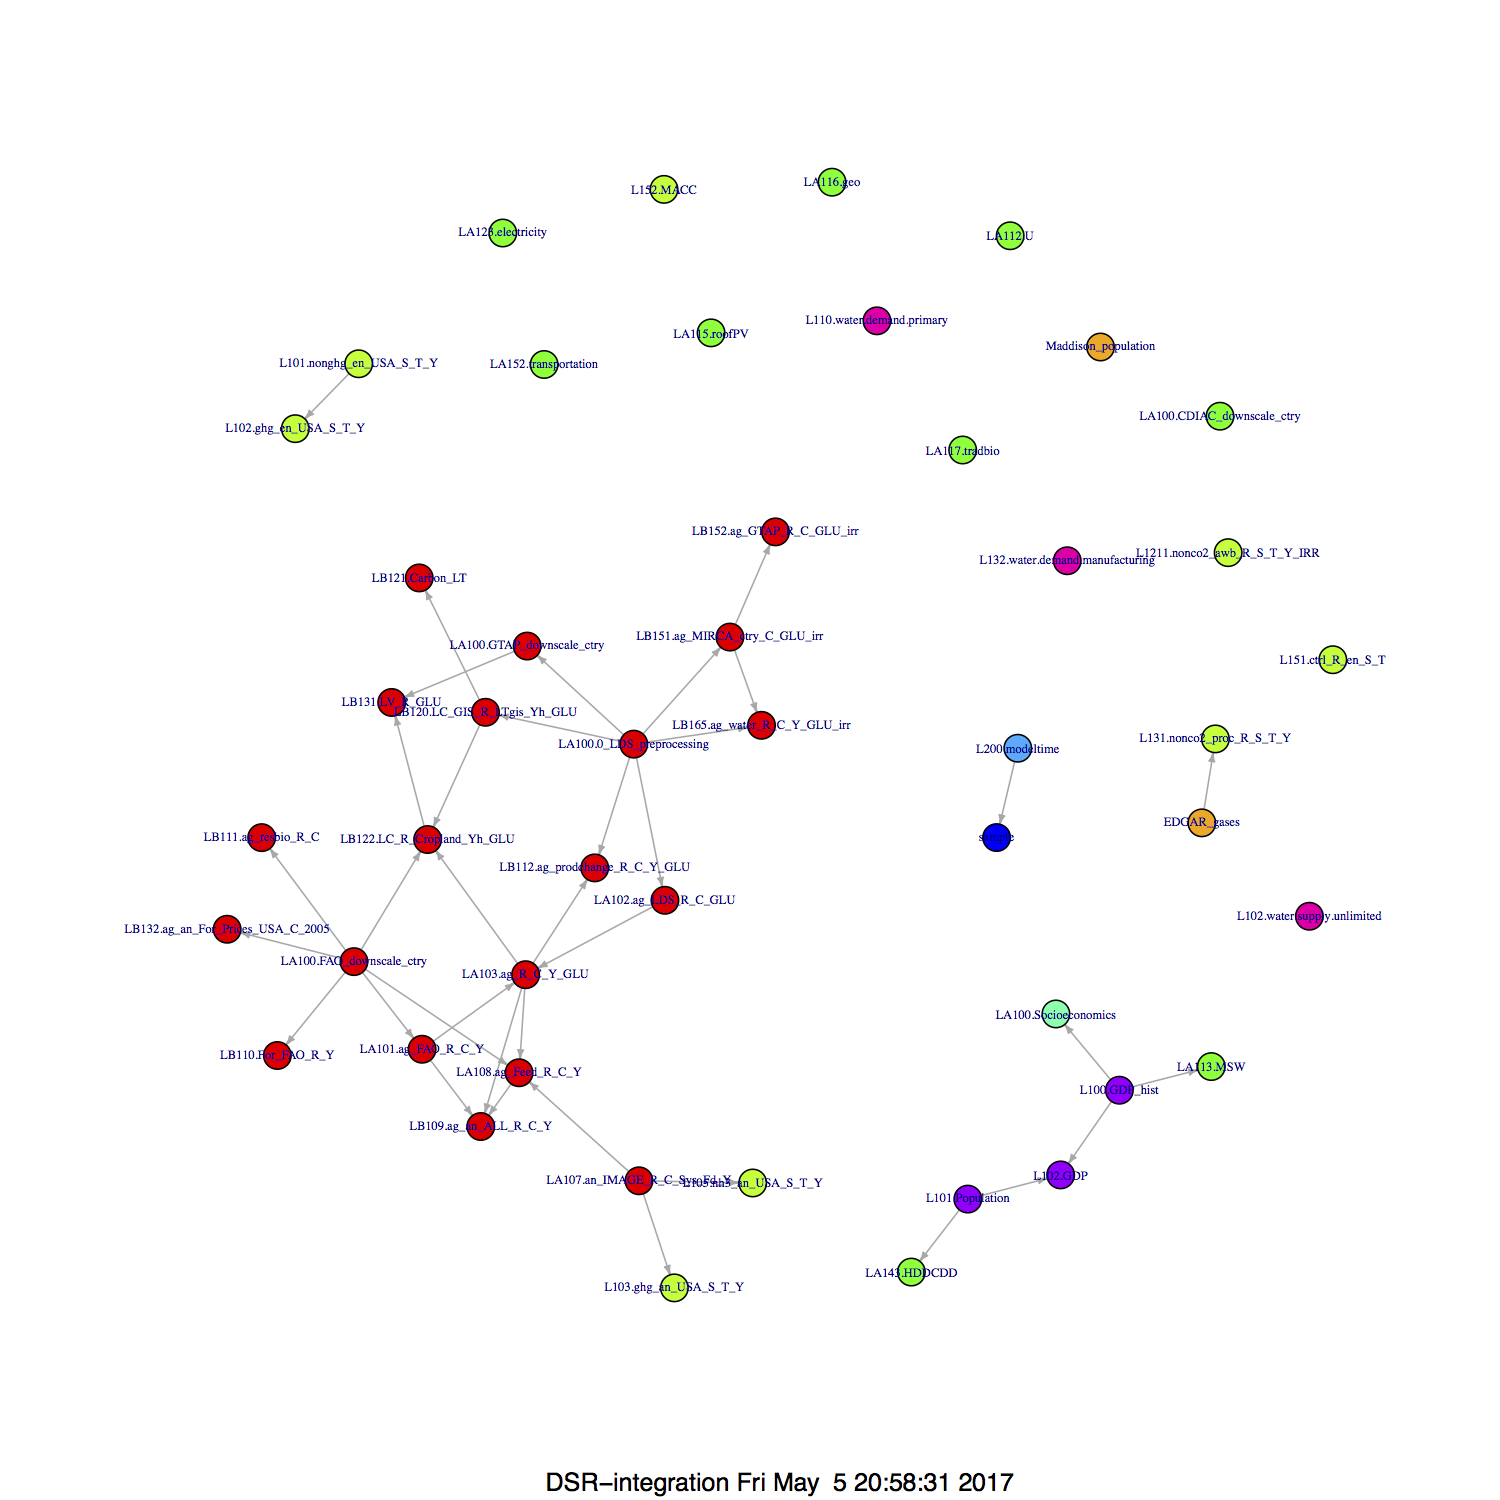 LA116.geo
L152.MACC
LA123.electricity
LA112.U
L110.water.demand.primary
LA115.roofPV
Maddison_population
L101.nonghg_en_USA_S_T_Y
LA152.transportation
LA100.CDIAC_downscale_ctry
L102.ghg_en_USA_S_T_Y
LA117.tradbio
LB152.ag_GTAP_R_C_GLU_irr
L1211.nonco2_awb_R_S_T_Y_IRR
L132.water.demand.manufacturing
LB121.Carbon_LT
LB151.ag_MIRCA_ctry_C_GLU_irr
LA100.GTAP_downscale_ctry
L151.ctrl_R_en_S_T
LB131.LV_R_GLU
LB120.LC_GIS_R_LTgis_Yh_GLU
LB165.ag_water_R_C_Y_GLU_irr
L131.nonco2_proc_R_S_T_Y
LA100.0_LDS_preprocessing
L200.modeltime
EDGAR_gases
LB111.ag_resbio_R_C
LB122.LC_R_Cropland_Yh_GLU
sample
LB112.ag_prodchange_R_C_Y_GLU
LA102.ag_LDS_R_C_GLU
L102.water.supply.unlimited
LB132.ag_an_For_Prices_USA_C_2005
LA100.FAO_downscale_ctry
LA103.ag_R_C_Y_GLU
LA100.Socioeconomics
LA101.ag_FAO_R_C_Y
LB110.For_FAO_R_Y
LA113.MSW
LA108.ag_Feed_R_C_Y
L100.GDP_hist
LB109.ag_an_ALL_R_C_Y
L102.GDP
LA107.an_IMAGE_R_C_Sys_Fd_Y
L105.nh3_an_USA_S_T_Y
L101.Population
LA143.HDDCDD
L103.ghg_an_USA_S_T_Y
DSR−integration Fri May  5 20:58:31 2017